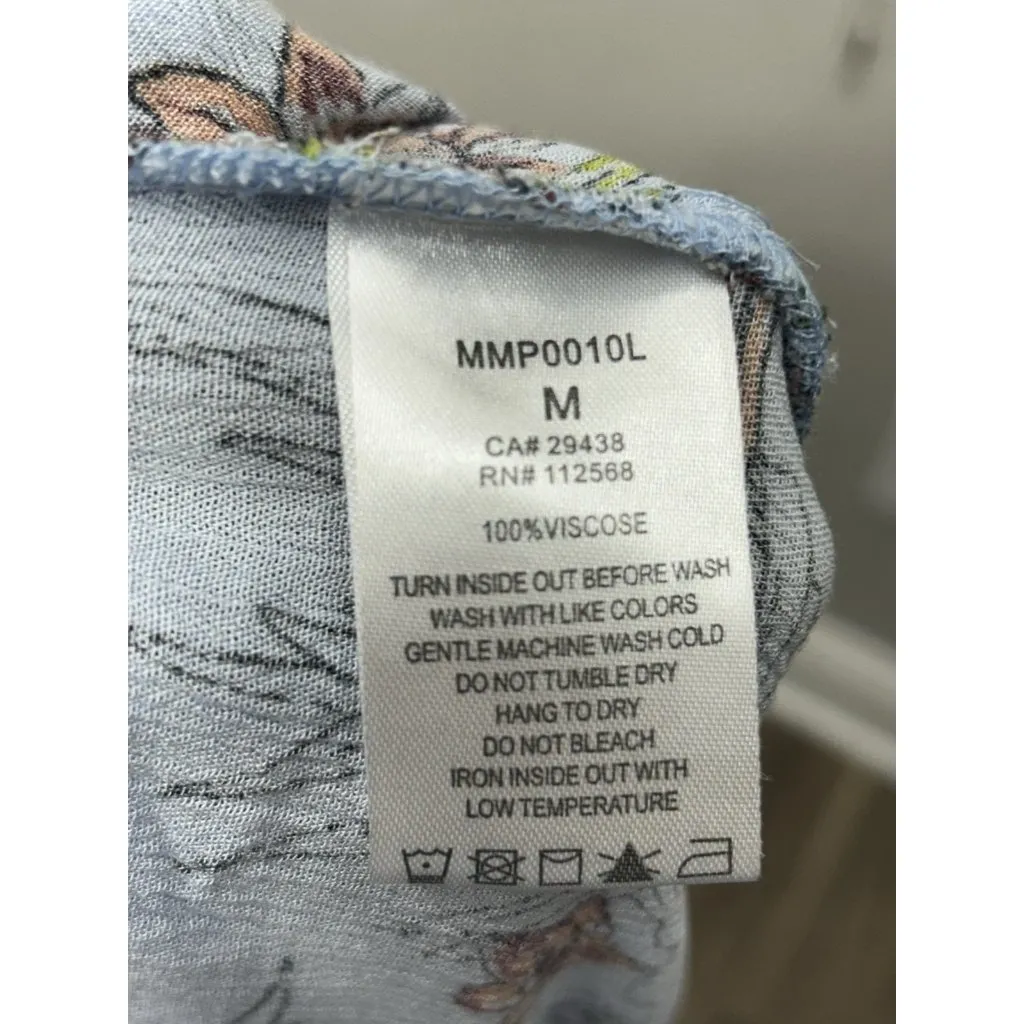 MMP0010L
M
CA# 29438
RN# 112568
100%VISCOSE
TURN INSIDE OUT BEFORE WASH
WASH WITH LIKE COLORS
GENTLE MACHINE WASH COLD
DO NOT TUMBLE DRY
HANG TO DRY
DO NOT BLEACH
IRON INSIDE OUT WITH
LOW TEMPERATURE